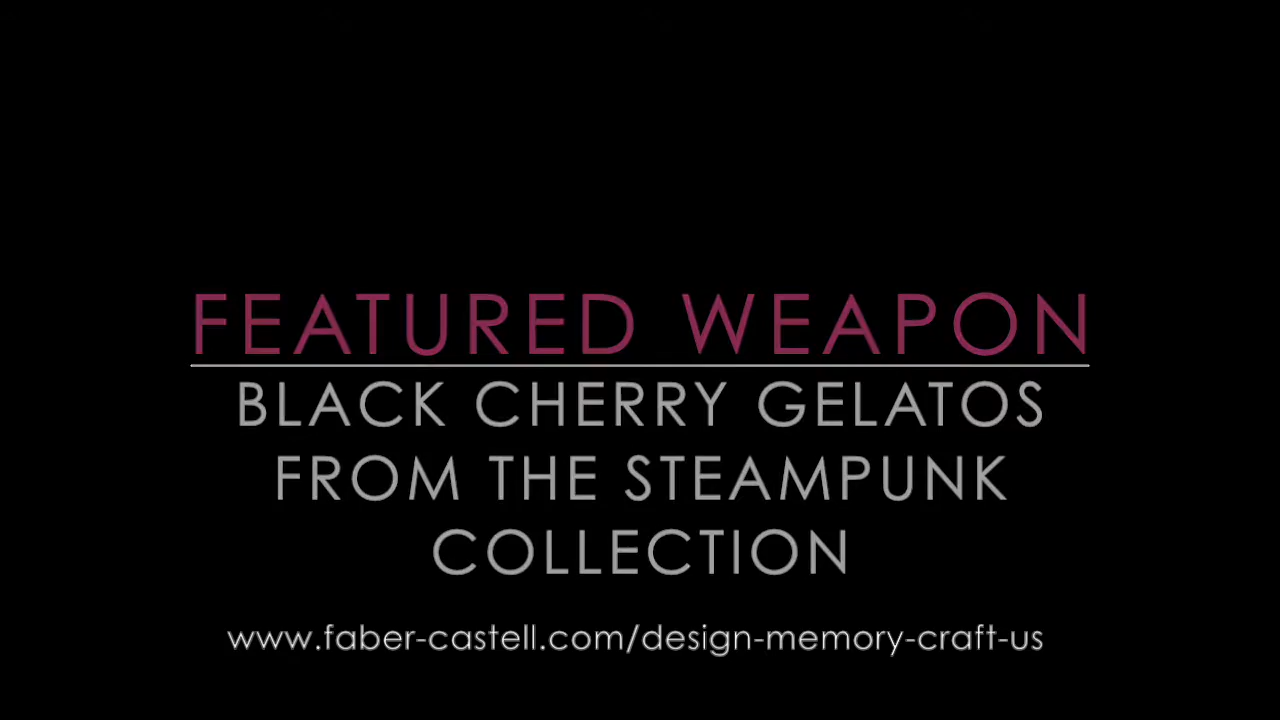 FEATURED WEAPON
BLACK CHERRY GELATOS
FROM THE STEAMPUNK
COLLECTION
www.faber-castell.com/design-memory-craft-us